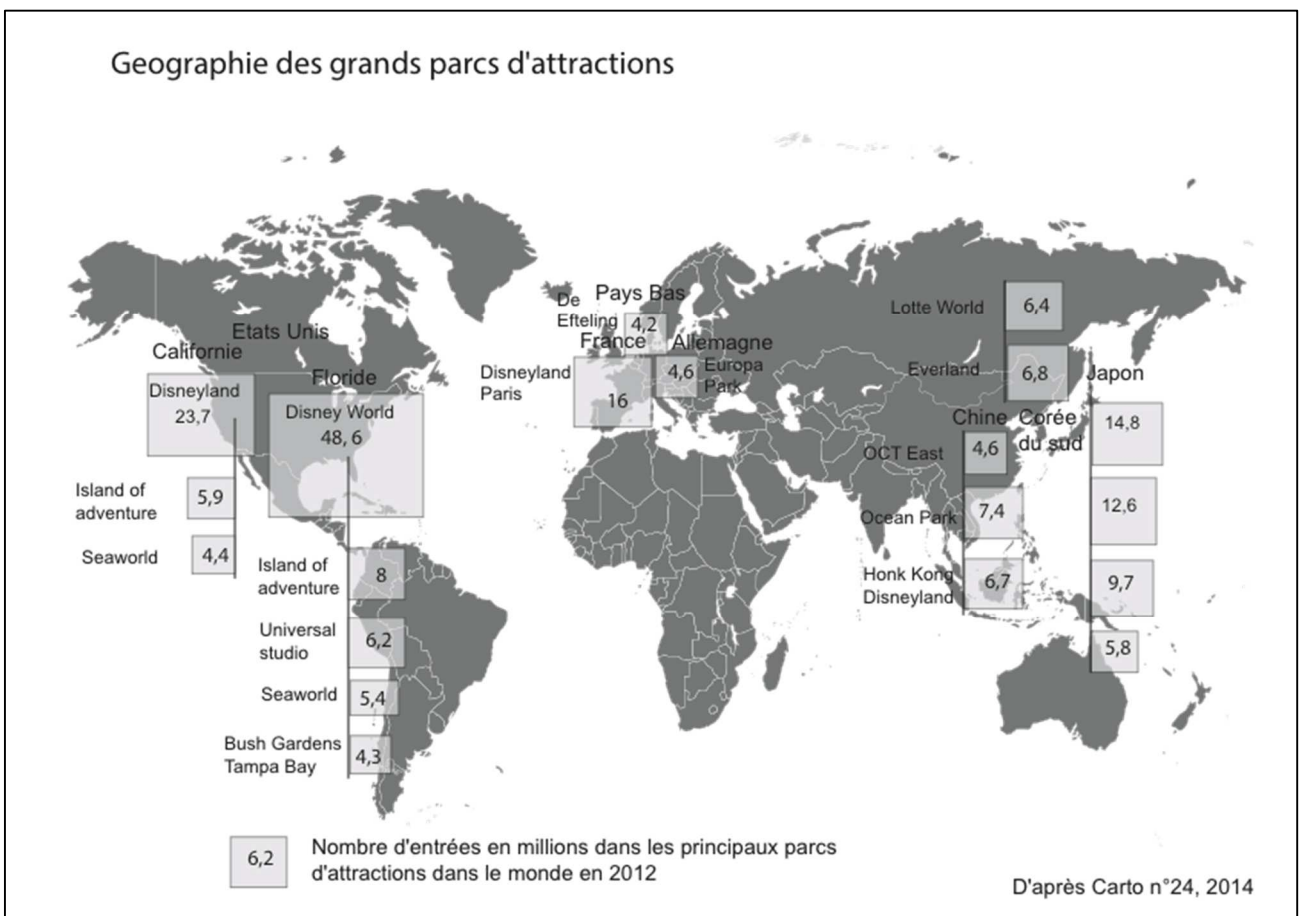 Geographie des grands parcs d'attractions
Etats Unis
Californie
Disneyland
23,7
Island of
adventure
5,9
Seaworld
4,4
Floride
Disney World
48, 6
Island of
adventure
8
Universal
studio
6,2
Seaworld
5,4
Bush Gardens
Tampa Bay
4,3
Pays Bas
De
Efteling
4,2
France
Disneyland
Paris
16
Allemagne
4,6
Europa
Park
Lotte World
6,4
Everland
6,8
Corée
du sud
Chine
OCT East
4,6
Ocean Park
7,4
Honk Kong
Disneyland
6,7
Japon
14,8
12,6
9,7
5,8
6,2
Nombre d'entrées en millions dans les principaux parcs
d'attractions dans le monde en 2012
D'après Carto n°24, 2014